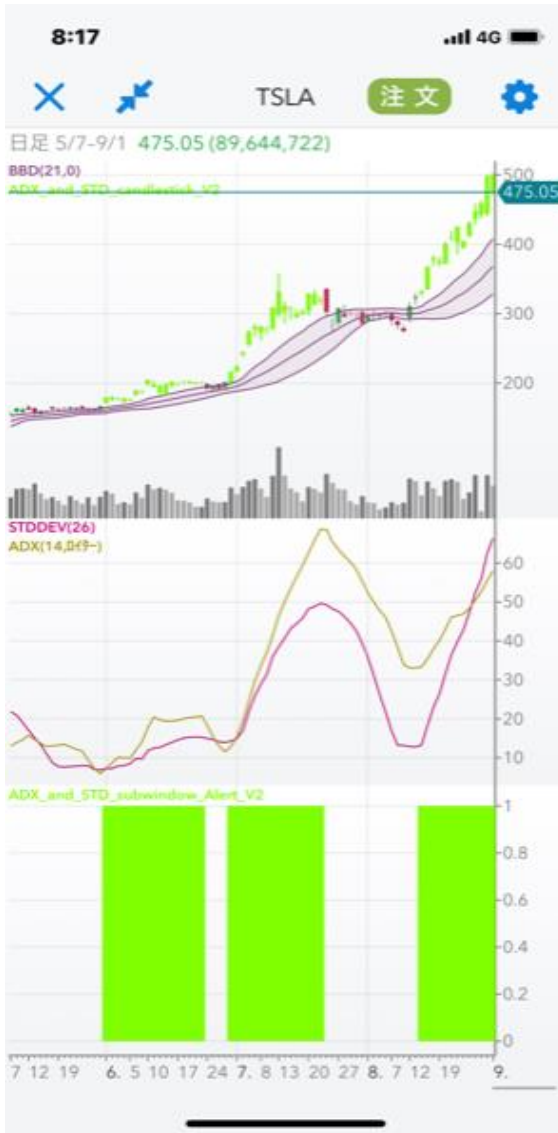 8:17 4G
TSLA 注文
日足 5/7-9/1 475.05 (89,644,722)
BBD(21,0)
ADX_and_STD_candlestick_V2
500
475.05
400
300
200
STDDEV(26)
ADX(14,ワイルダー)
60
50
40
30
20
10
ADX_and_STD_subwindow_Alert_V2
1
0.8
0.6
0.4
0.2
0
7 12 19 6. 5 10 17 24 7. 8 13 20 27 8. 7 12 19 9.